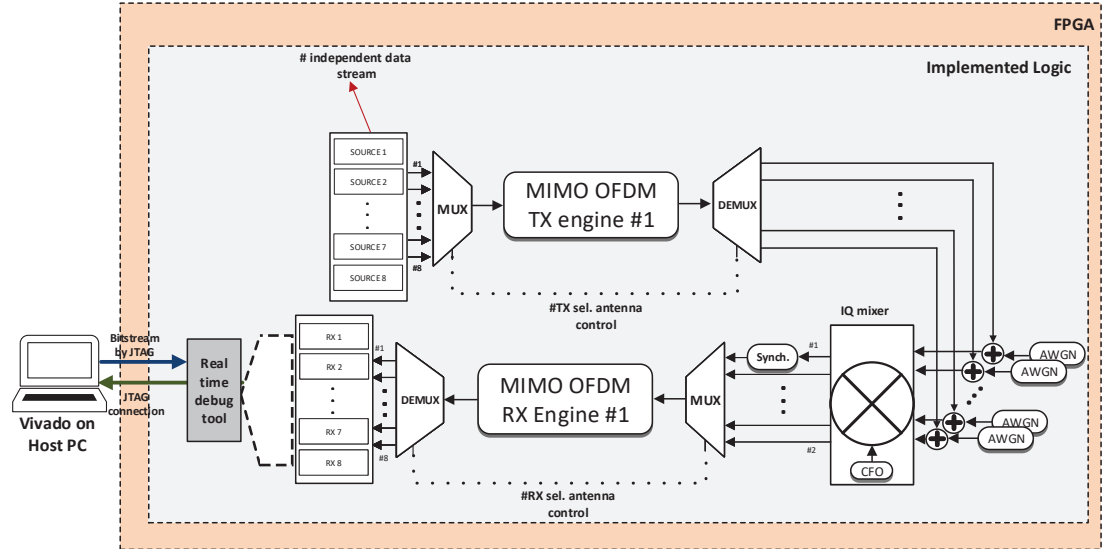 FPGA
Implemented Logic
# independent data
stream
SOURCE 1
SOURCE 2
SOURCE 7
SOURCE 8
#1
#8
MUX
MIMO OFDM
TX engine #1
DEMUX
#TX sel. antenna
control
IQ mixer
Bitstream
by JTAG
JTAG
connection
Vivado on
Host PC
Real
time
debug
tool
RX 1
RX 2
RX 7
RX 8
#1
#8
DEMUX
MIMO OFDM
RX Engine #1
MUX
Synch.
#1
#2
CFO
AWGN
AWGN
AWGN
AWGN
#RX sel. antenna
control